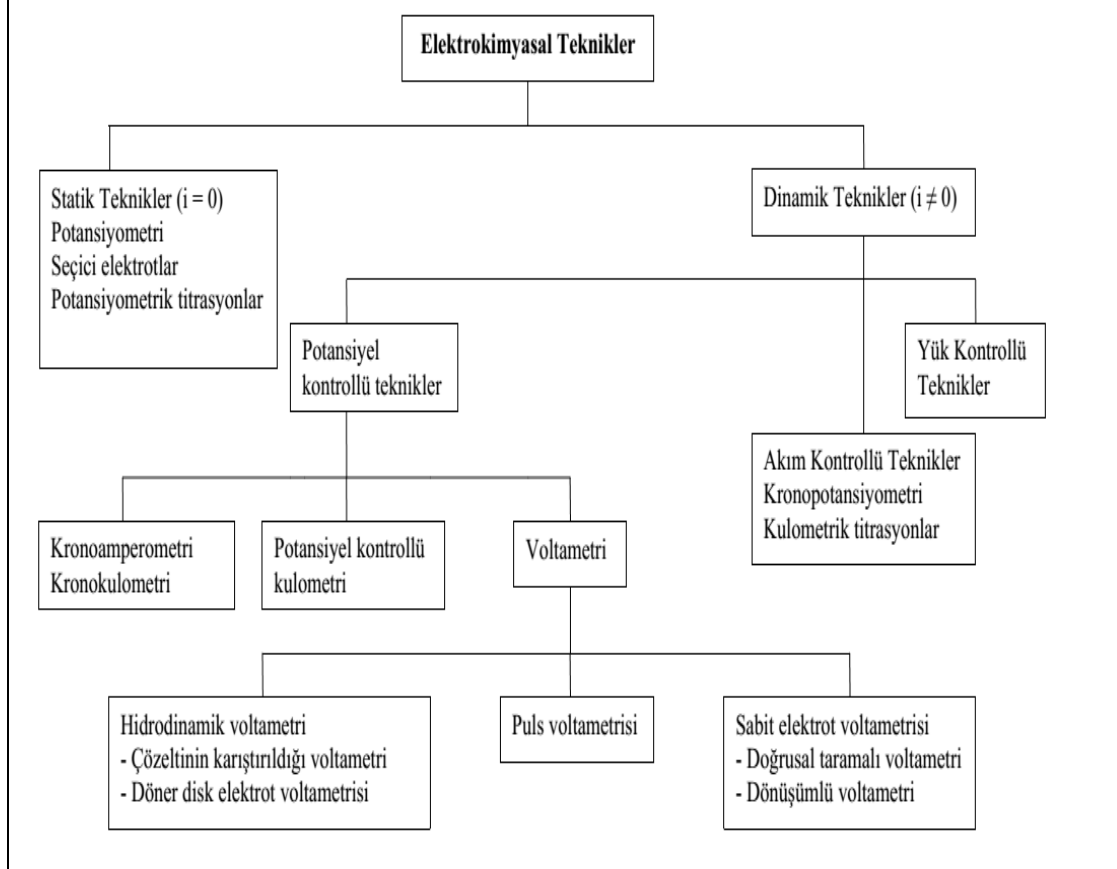 Elektrokimyasal Teknikler
Statik Teknikler (i = 0)
Potansiyometri
Seçici elektrotlar
Potansiyometrik titrasyonlar
Dinamik Teknikler (i ≠ 0)
Potansiyel
kontrollü teknikler
Yük Kontrollü
Teknikler
Akım Kontrollü Teknikler
Kronopotansiyometri
Kulometrik titrasyonlar
Kronoamperometri
Kronokulometri
Potansiyel kontrollü
kulometri
Voltametri
Hidrodinamik voltametri
- Çözeltinin karıştırıldığı voltametri
- Döner disk elektrot voltametrisi
Puls voltametrisi
Sabit elektrot voltametrisi
- Doğrusal taramalı voltametri
- Dönüşümlü voltametri